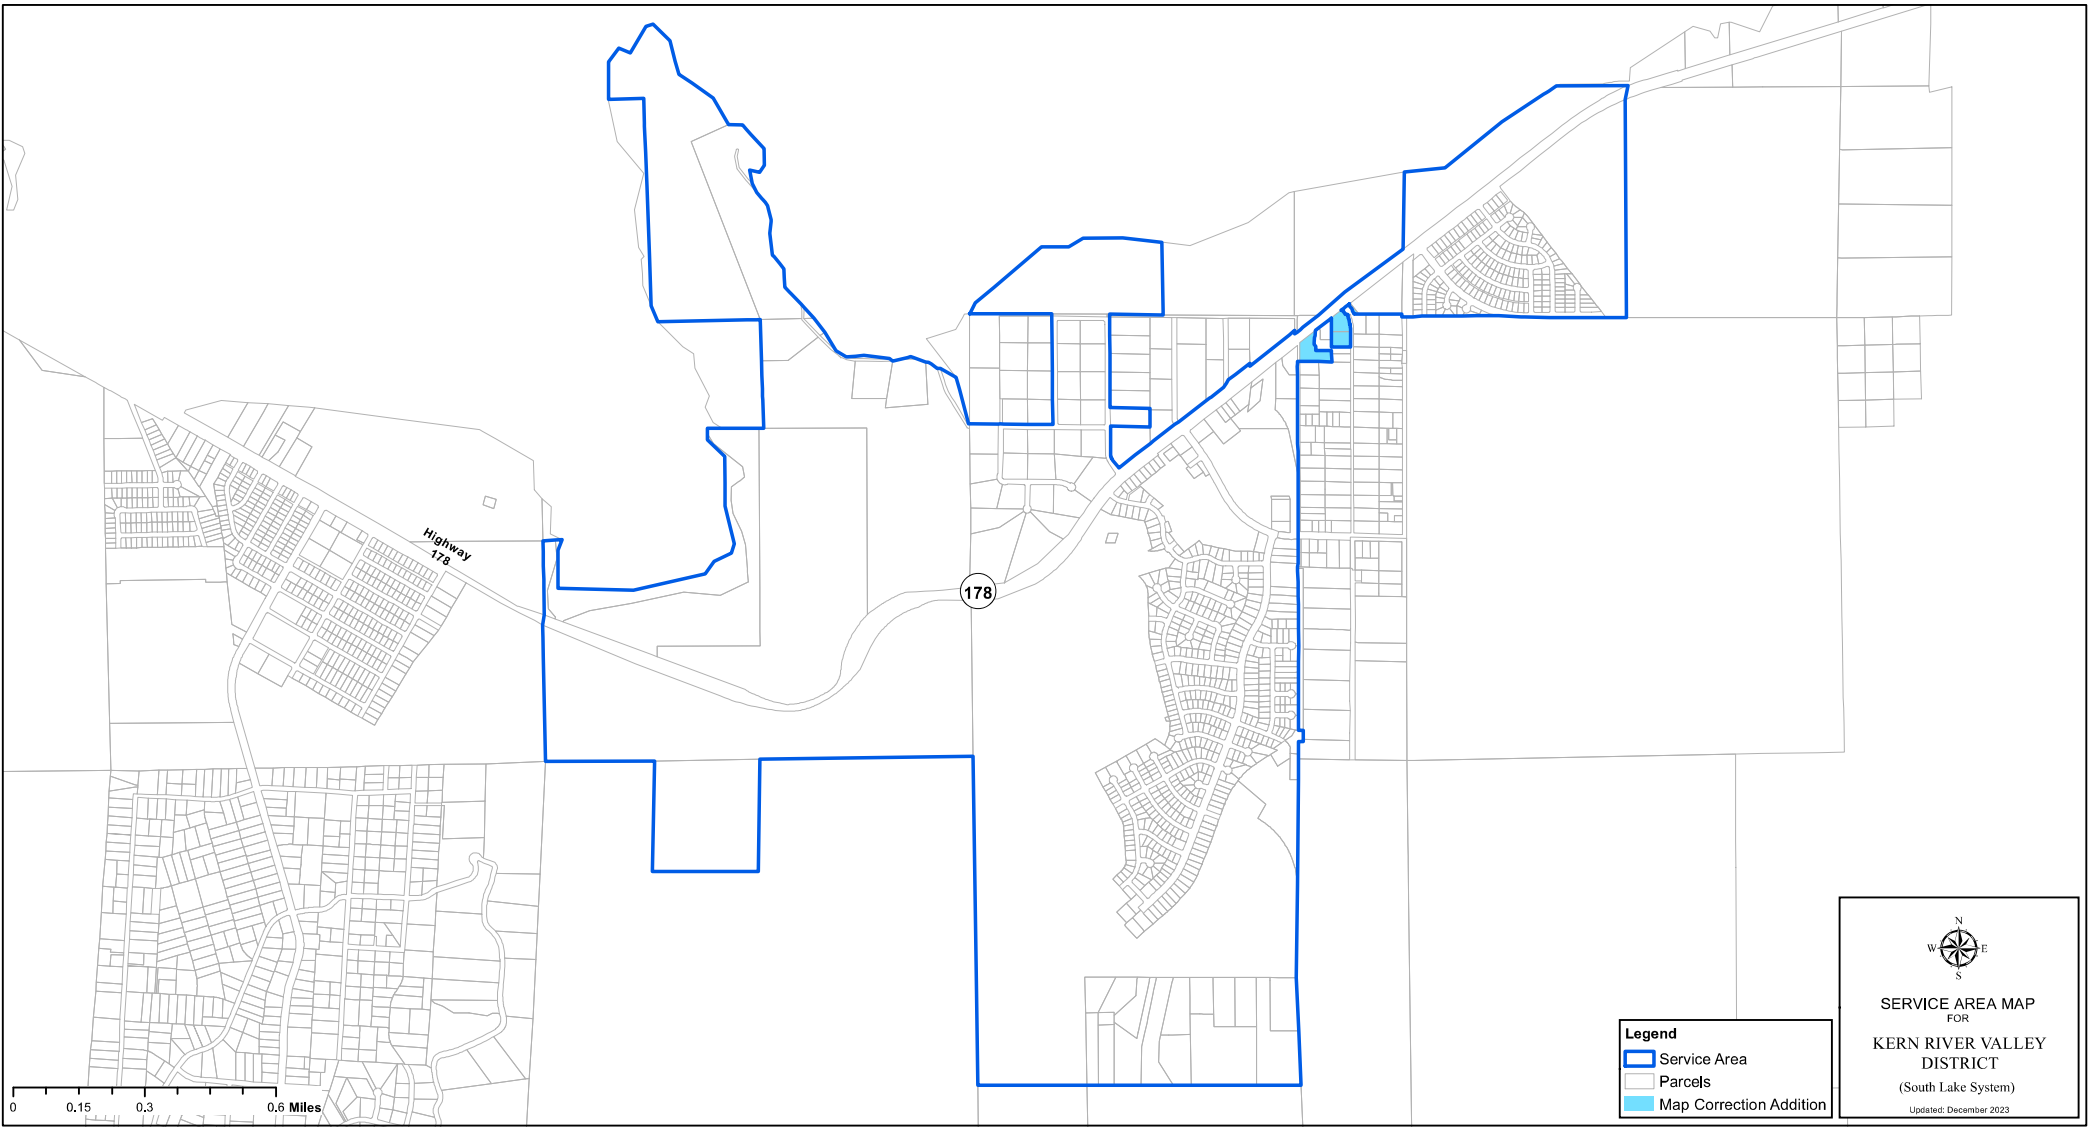 Highway
178
178
N
W E
S
SERVICE AREA MAP
FOR
KERN RIVER VALLEY
DISTRICT
(South Lake System)
Updated: December 2023
Legend
Service Area
Parcels
Map Correction Addition
0 0.15 0.3 0.6 Miles